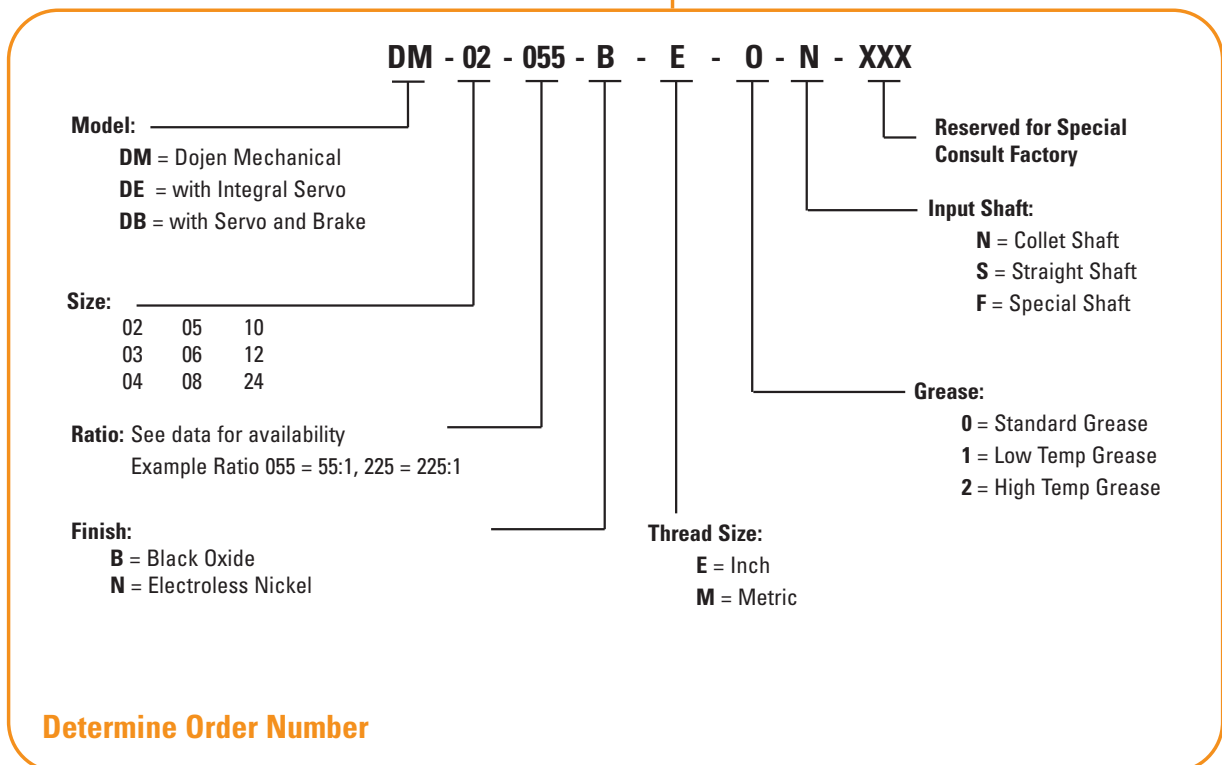 DM - 02 - 055 - B - E - 0 - N - XXX
Model:
DM = Dojen Mechanical
DE = with Integral Servo
DB = with Servo and Brake
Size:
02 05 10
03 06 12
04 08 24
Ratio: See data for availability
Example Ratio 055 = 55:1, 225 = 225:1
Finish:
B = Black Oxide
N = Electroless Nickel
Thread Size:
E = Inch
M = Metric
Reserved for Special
Consult Factory
Input Shaft:
N = Collet Shaft
S = Straight Shaft
F = Special Shaft
Grease:
0 = Standard Grease
1 = Low Temp Grease
2 = High Temp Grease
Determine Order Number